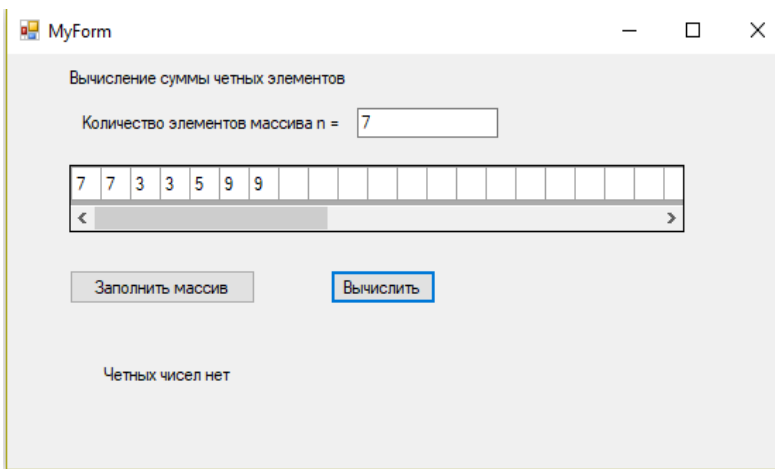 MyForm
Вычисление суммы четных элементов
Количество элементов массива n = 7
7 7 3 3 5 9 9
Заполнить массив Вычислить
Четных чисел нет